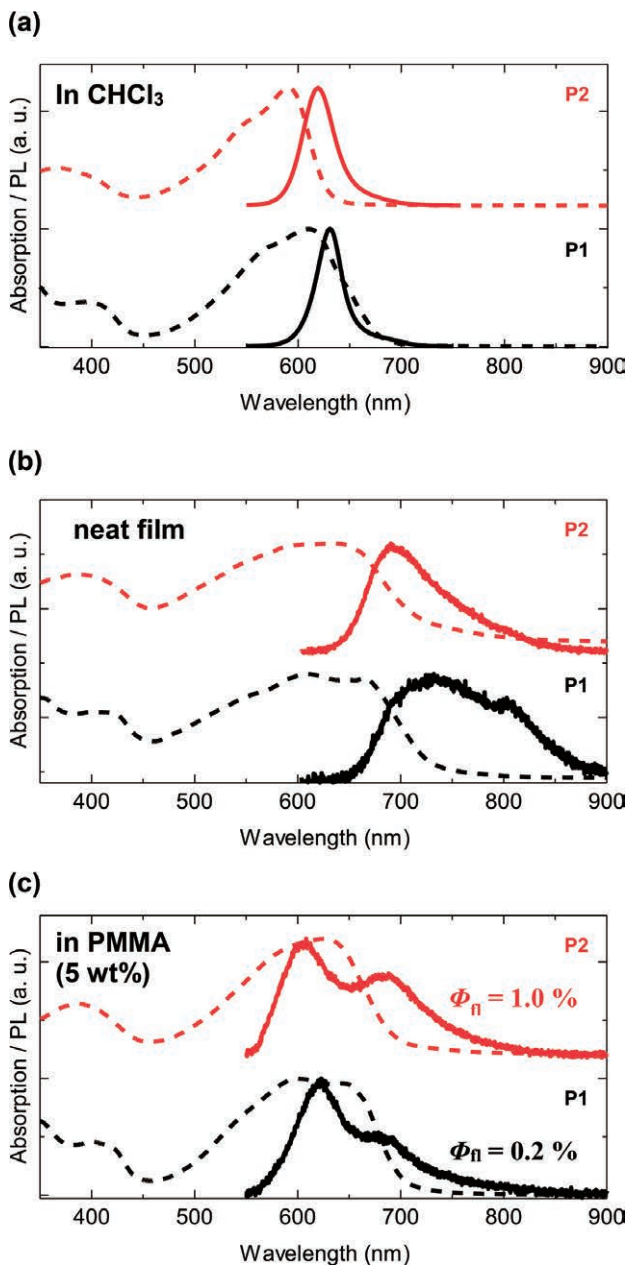 (a)
In CHCl₃
P2
P1
Absorption / PL (a. u.)
400 500 600 700 800 900
Wavelength (nm)
(b)
neat film
P2
P1
Absorption / PL (a. u.)
400 500 600 700 800 900
Wavelength (nm)
(c)
in PMMA
(5 wt%)
P2
Φfl = 1.0 %
P1
Φfl = 0.2 %
Absorption / PL (a. u.)
400 500 600 700 800 900
Wavelength (nm)